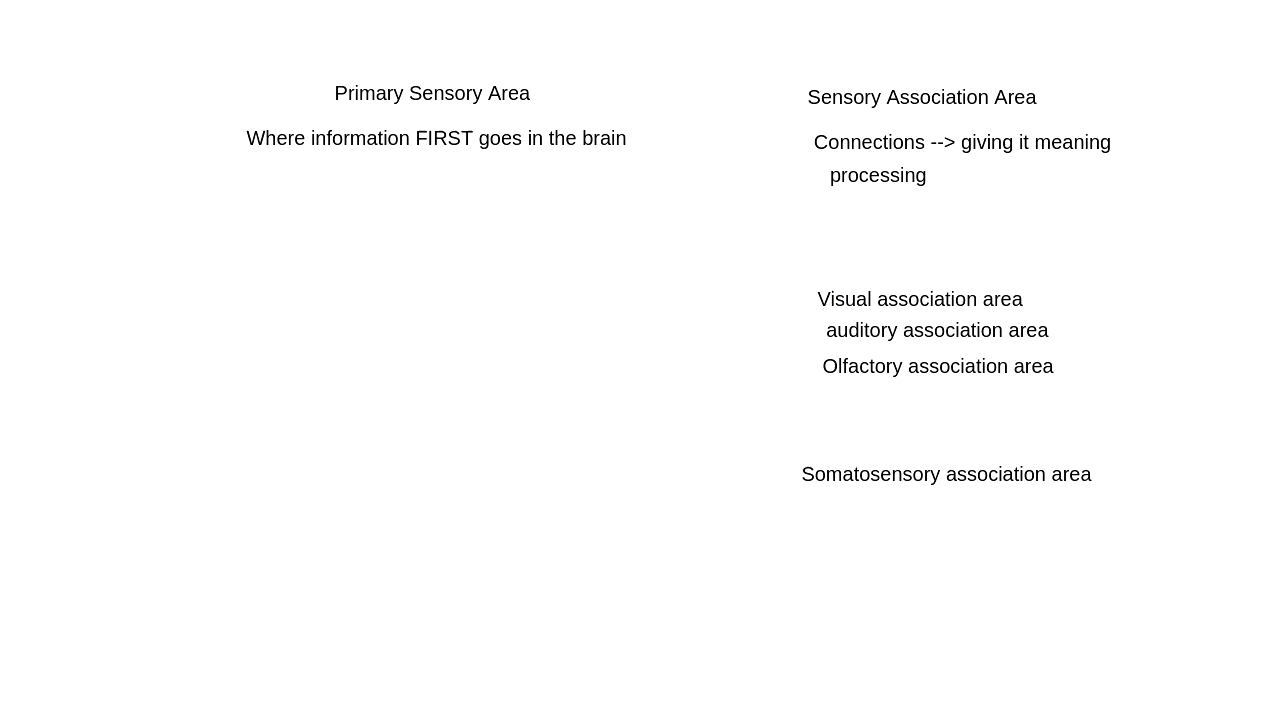 Primary Sensory Area
Where information FIRST goes in the brain
Sensory Association Area
Connections --> giving it meaning
processing
Visual association area
auditory association area
Olfactory association area
Somatosensory association area